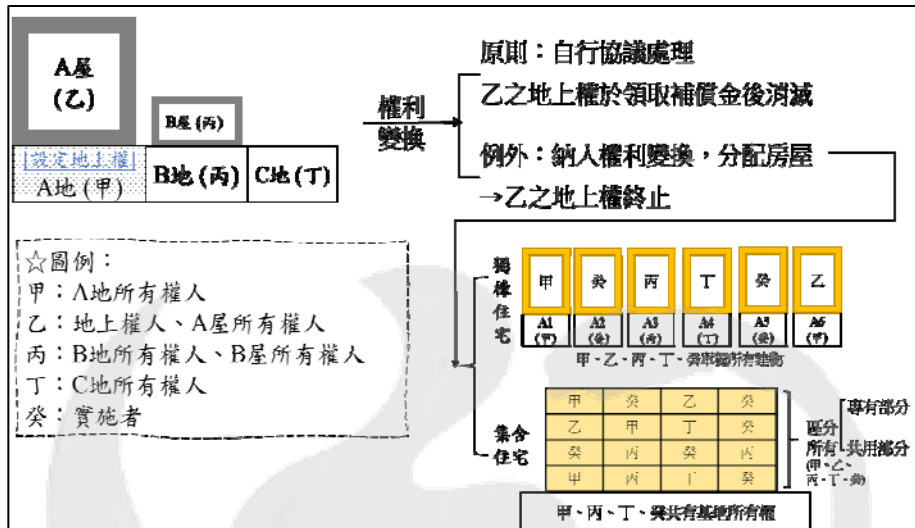 A屋
(乙)
B屋(丙)
設定地上權
A地(甲)
B地(丙)
C地(丁)
權利
變換
原則：自行協議處理
乙之地上權於領取補償金後消滅
例外：納入權利變換，分配房屋
→乙之地上權終止
☆圖例：
甲：A地所有權人
乙：地上權人、A屋所有權人
丙：B地所有權人、B屋所有權人
丁：C地所有權人
癸：實施者
獨棟住宅
甲 癸 丙 丁 癸 乙
A1 A2 A3 A4 A5 A6
(甲) (癸) (丙) (丁) (癸) (甲)
甲、乙、丙、丁、癸單獨所有建物
集合
住宅
甲 癸 乙 癸
乙 甲 丁 癸
癸 丙 癸 丙
甲 丙 丁 癸
區分
所有
(甲、乙、
丙、丁、癸)
專有部分
共用部分
甲、丙、丁、癸共有基地所有權